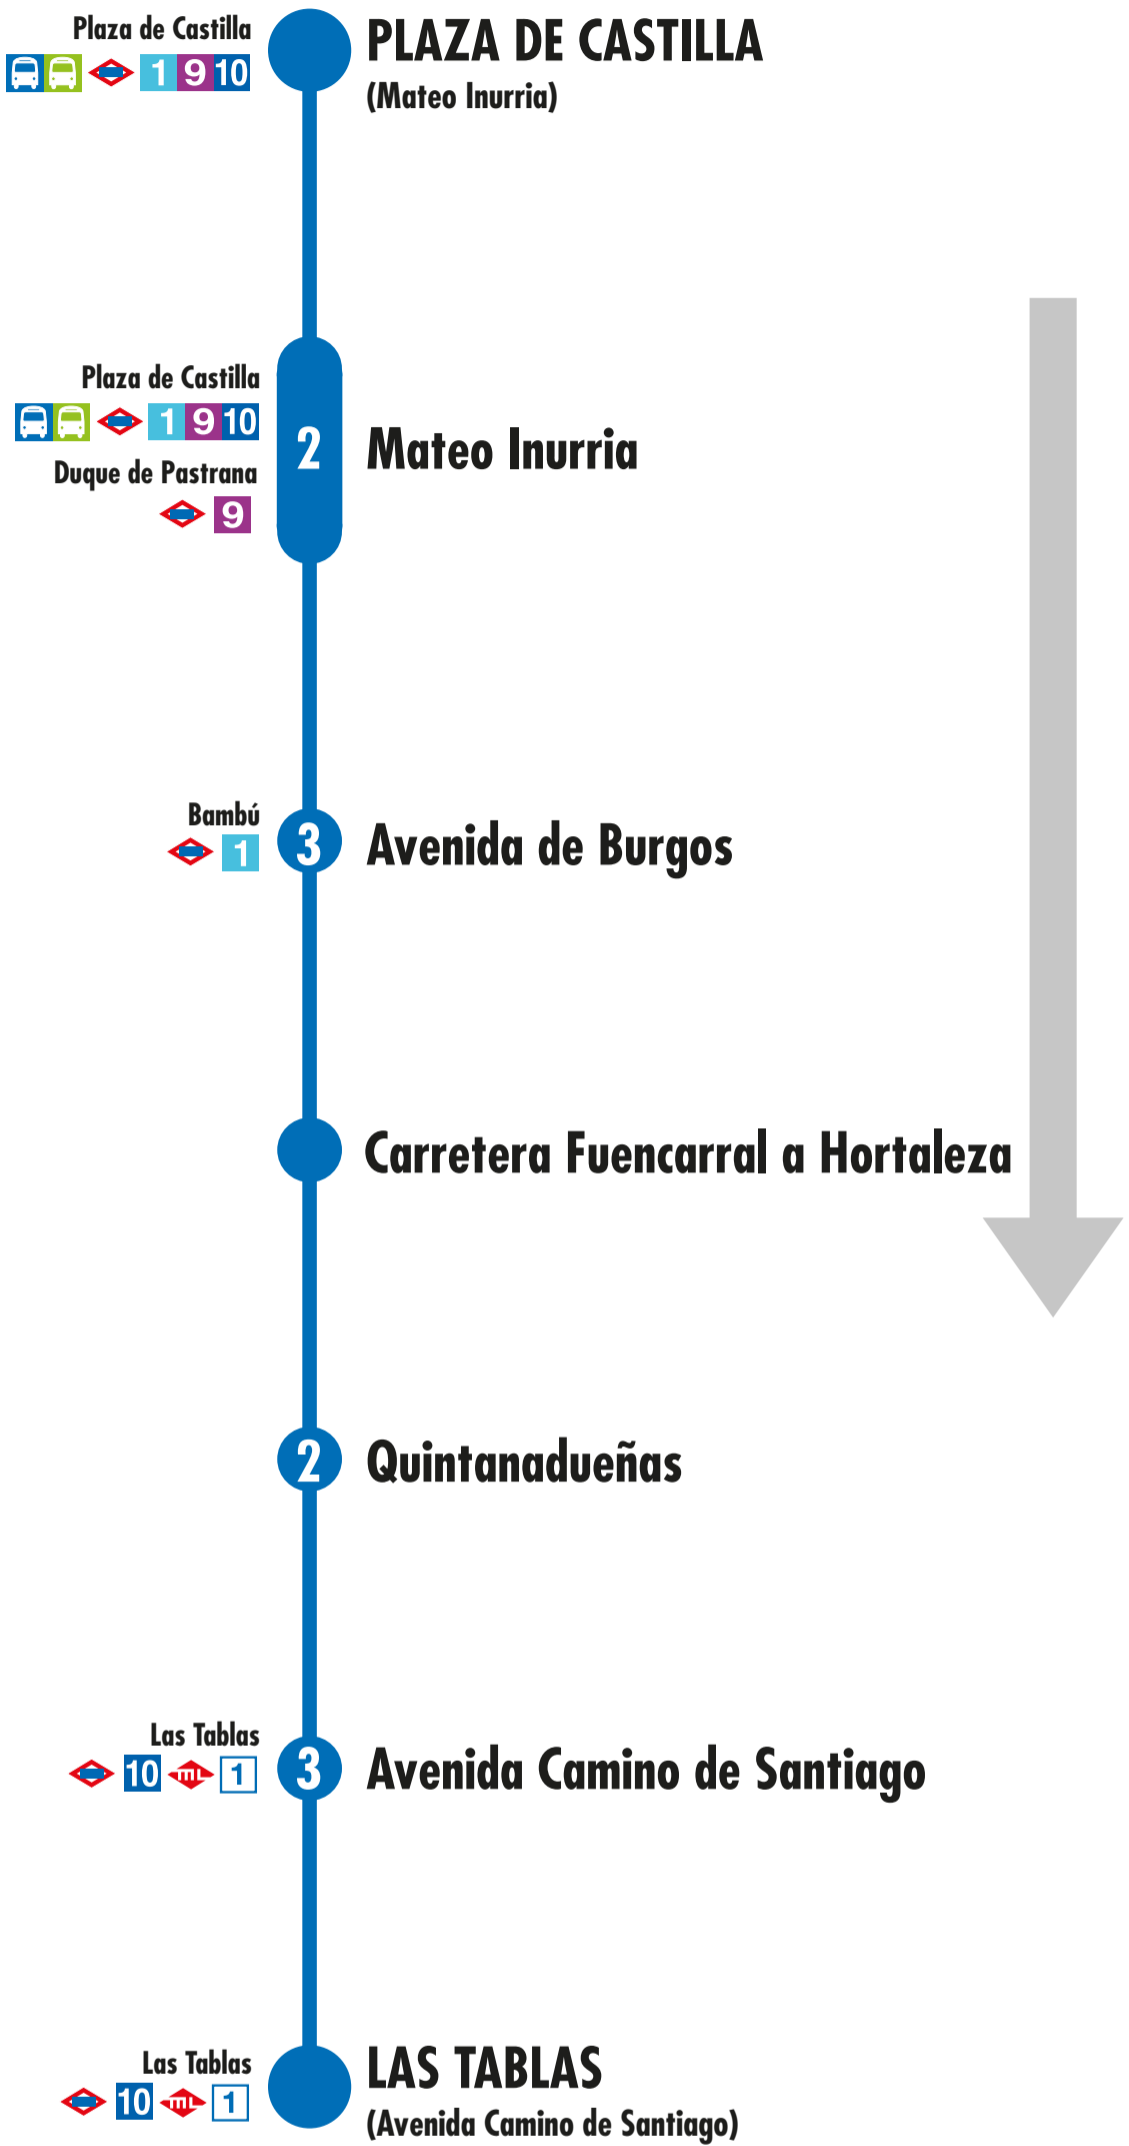 Plaza de Castilla
1 9 10
PLAZA DE CASTILLA
(Mateo Inurria)
Plaza de Castilla
1 9 10
Duque de Pastrana
9
2
Mateo Inurria
Bambú
1
3
Avenida de Burgos
Carretera Fuencarral a Hortaleza
2
Quintanadueñas
Las Tablas
10 ML 1
3
Avenida Camino de Santiago
Las Tablas
10 ML 1
LAS TABLAS
(Avenida Camino de Santiago)